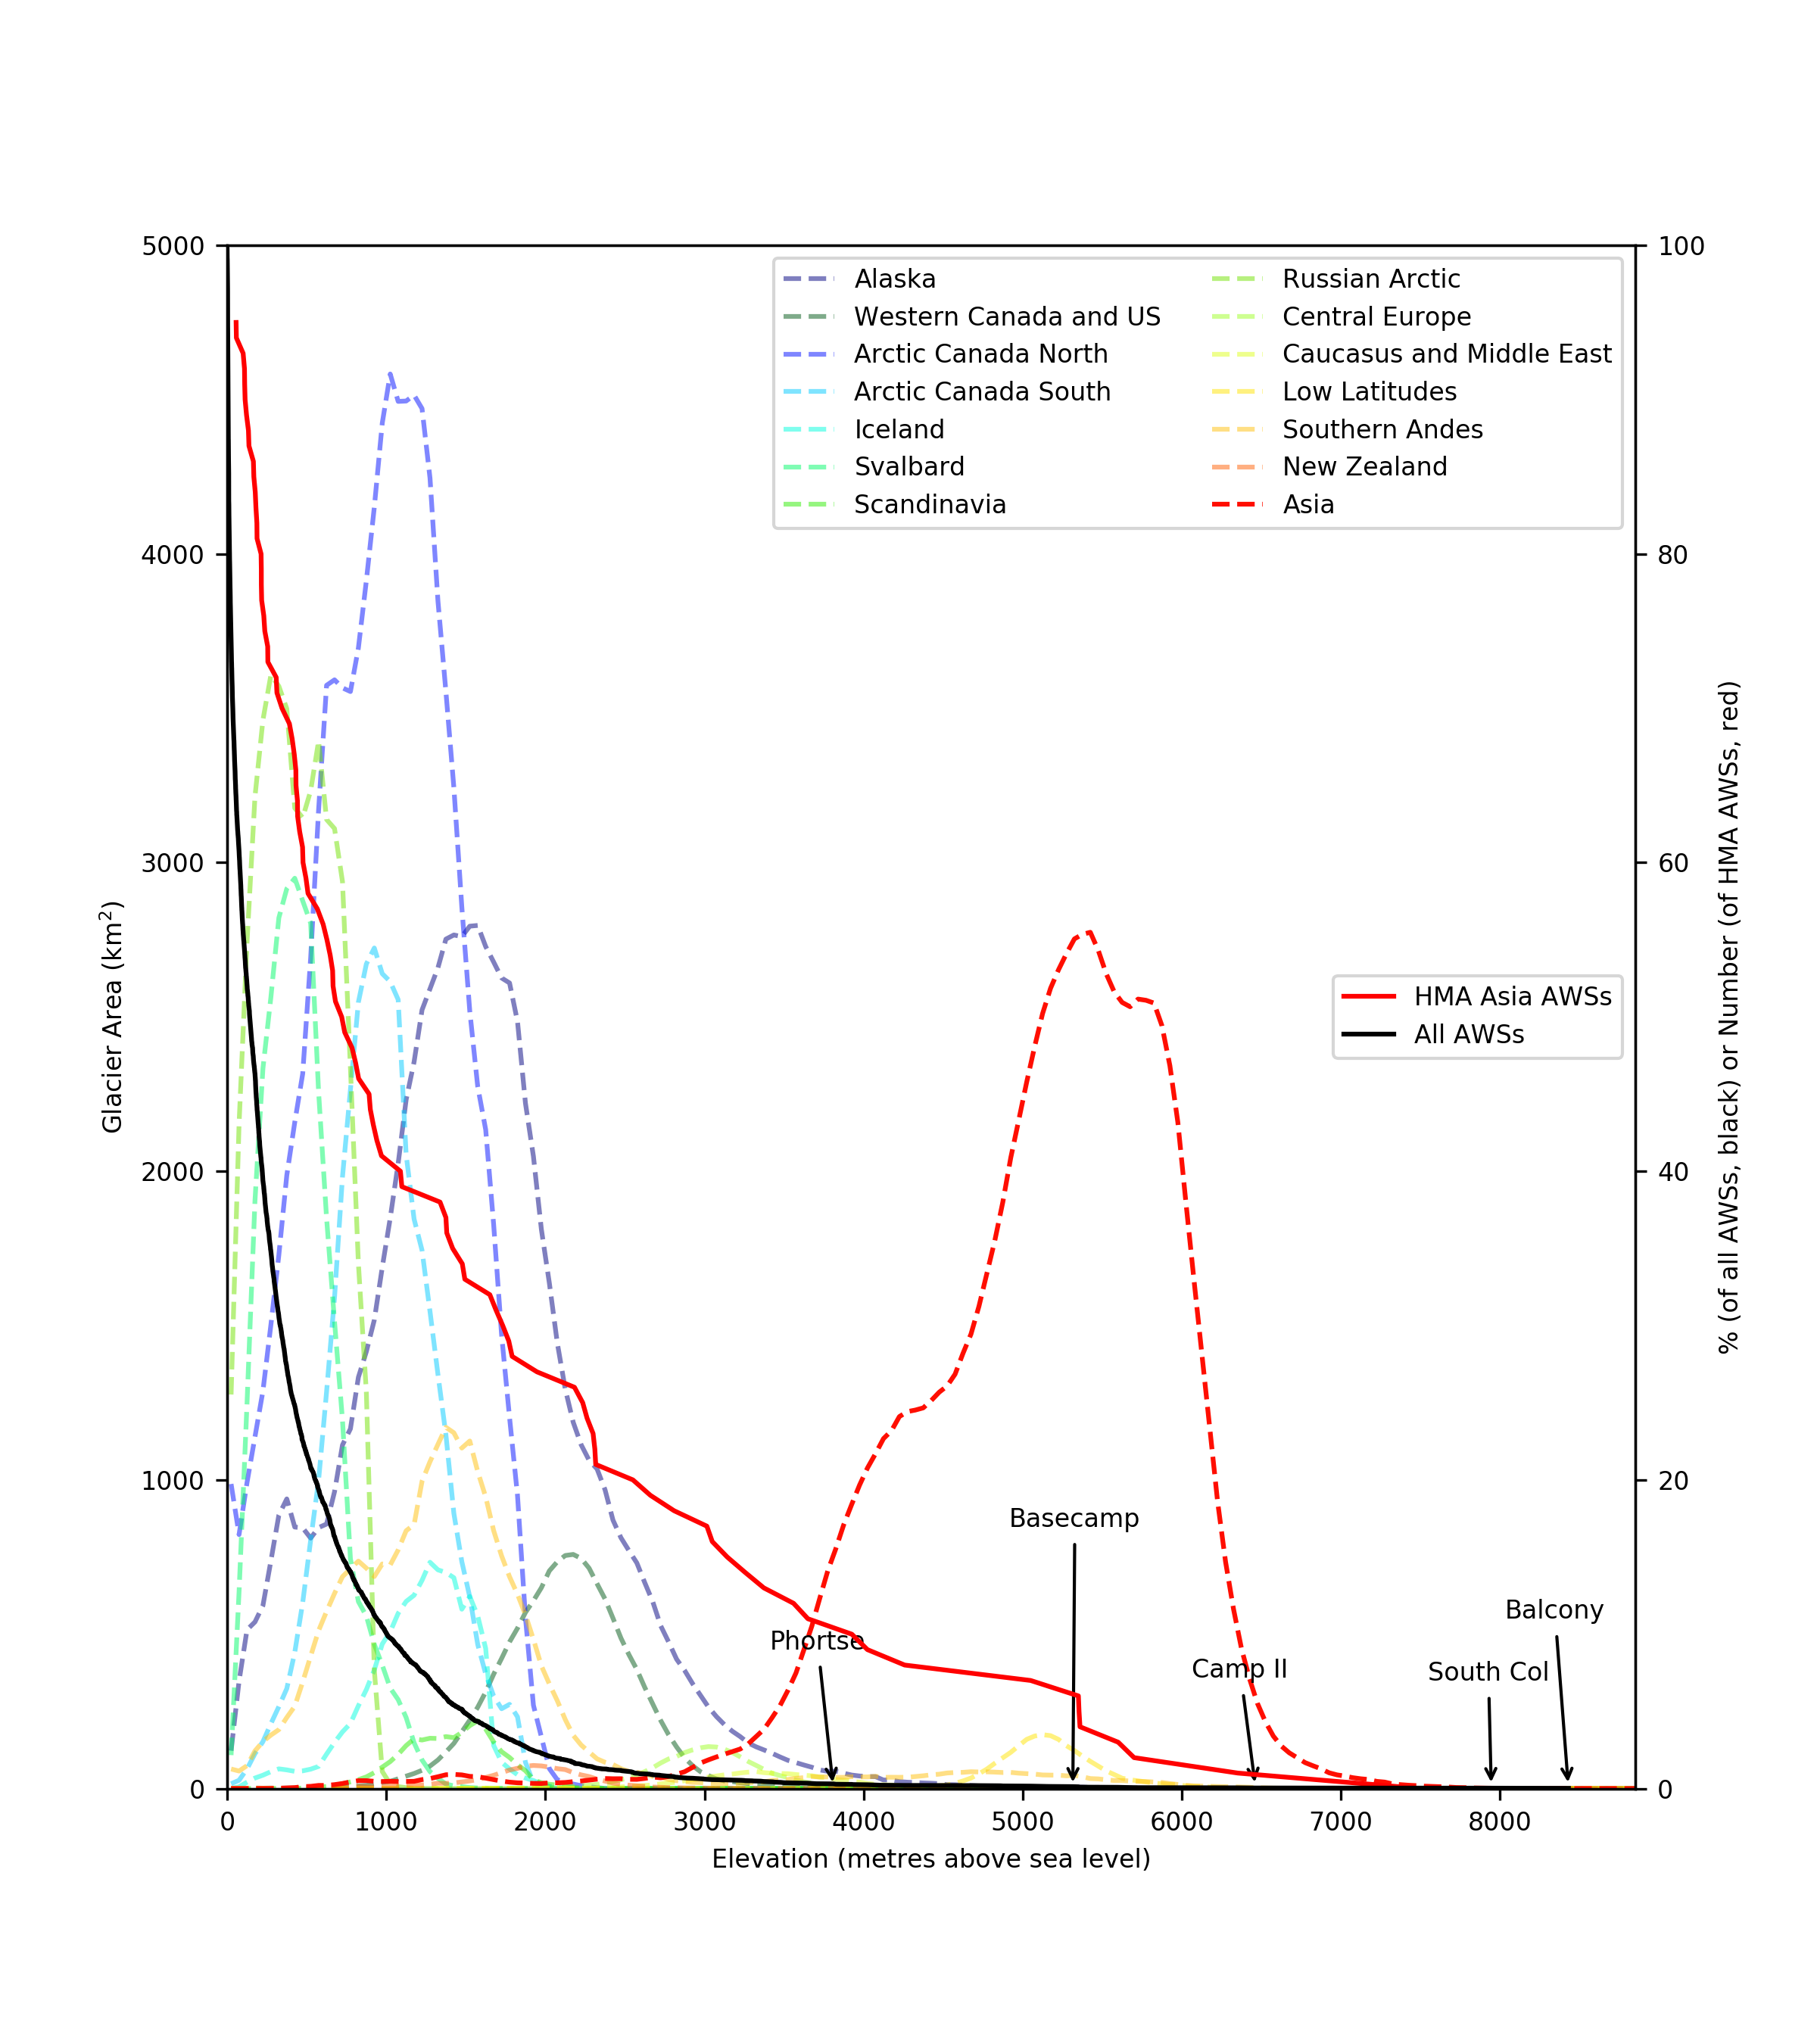 5000
4000
3000
2000
1000
0
100
80
60
40
20
0
0 1000 2000 3000 4000 5000 6000 7000 8000
Glacier Area (km²)
Elevation (metres above sea level)
% (of all AWSs, black) or Number (of HMA AWSs, red)
Alaska
Western Canada and US
Arctic Canada North
Arctic Canada South
Iceland
Svalbard
Scandinavia
Russian Arctic
Central Europe
Caucasus and Middle East
Low Latitudes
Southern Andes
New Zealand
Asia
HMA Asia AWSs
All AWSs
Phortse
Basecamp
Camp II
South Col
Balcony